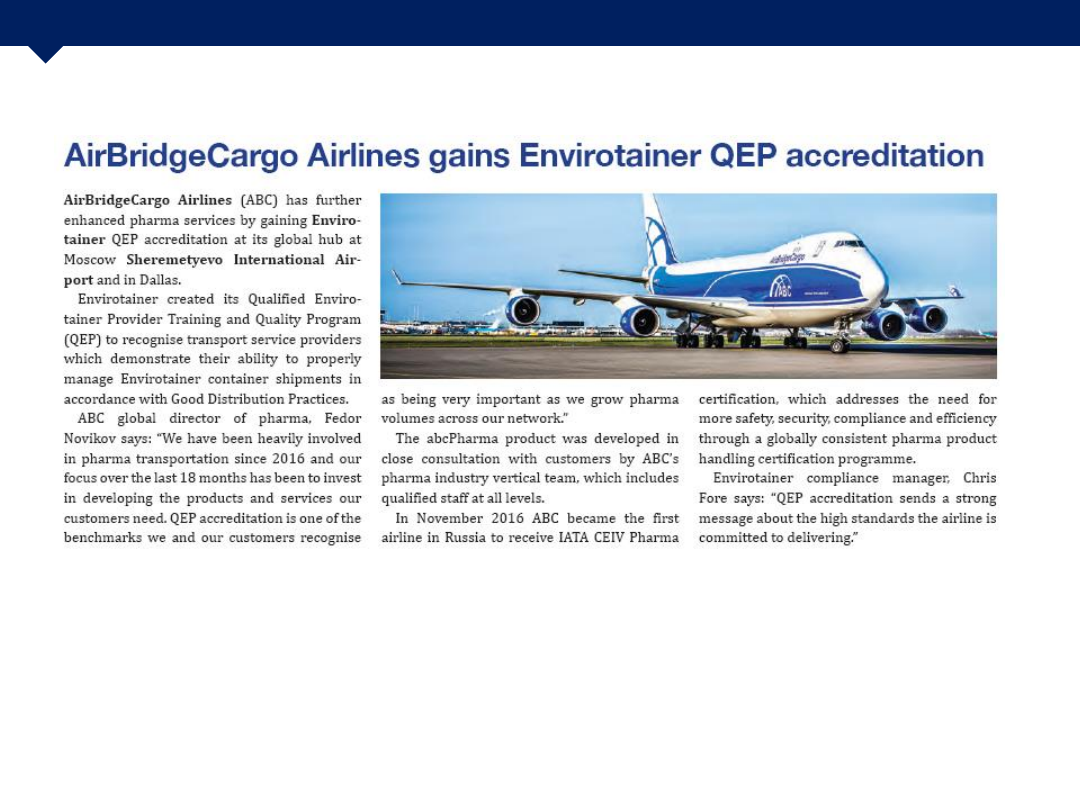 AirBridgeCargo Airlines gains Envirotainer QEP accreditation
AirBridgeCargo Airlines (ABC) has further
enhanced pharma services by gaining Enviro-
tainer QEP accreditation at its global hub at
Moscow Sheremetyevo International Air-
port and in Dallas.
Envirotainer created its Qualified Enviro-
tainer Provider Training and Quality Program
(QEP) to recognise transport service providers
which demonstrate their ability to properly
manage Envirotainer container shipments in
accordance with Good Distribution Practices.
ABC global director of pharma, Fedor
Novikov says: “We have been heavily involved
in pharma transportation since 2016 and our
focus over the last 18 months has been to invest
in developing the products and services our
customers need. QEP accreditation is one of the
benchmarks we and our customers recognise
AirBridgeCargo
ABC
as being very important as we grow pharma
volumes across our network.”
The abcPharma product was developed in
close consultation with customers by ABC’s
pharma industry vertical team, which includes
qualified staff at all levels.
In November 2016 ABC became the first
airline in Russia to receive IATA CEIV Pharma
certification, which addresses the need for
more safety, security, compliance and efficiency
through a globally consistent pharma product
handling certification programme.
Envirotainer compliance manager, Chris
Fore says: “QEP accreditation sends a strong
message about the high standards the airline is
committed to delivering.”